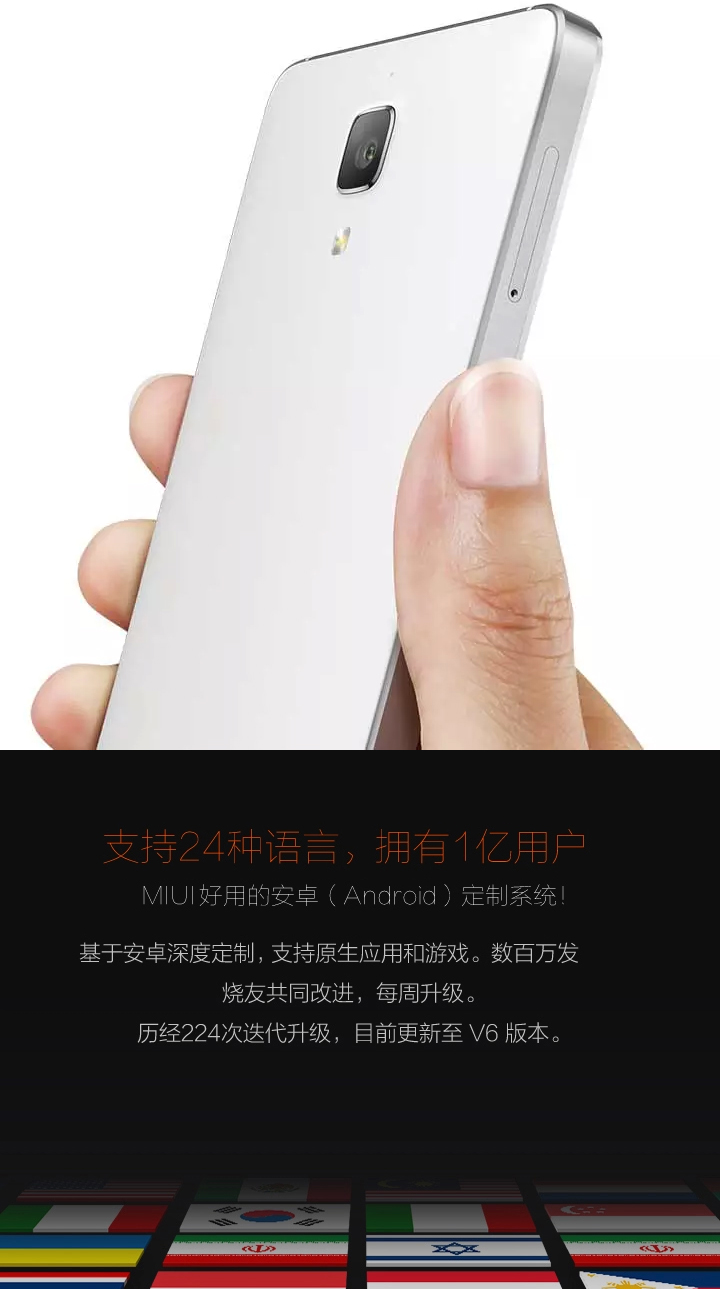 支持24种语言，拥有1亿用户
MIUI好用的安卓（Android）定制系统！
基于安卓深度定制，支持原生应用和游戏。数百万发
烧友共同改进，每周升级。
历经224次迭代升级，目前更新至 V6 版本。